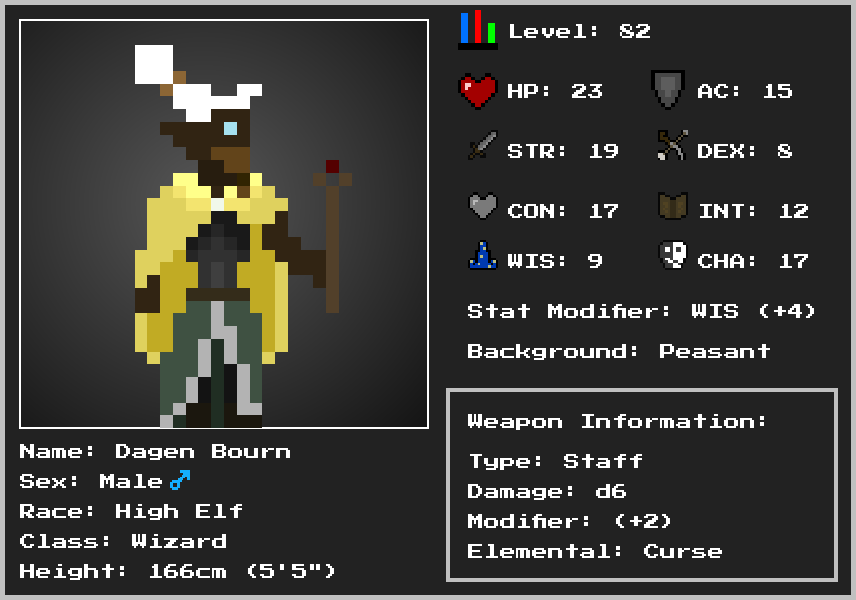 Level: 82
HP: 23
AC: 15
STR: 19
DEX: 8
CON: 17
INT: 12
WIS: 9
CHA: 17
Stat Modifier: WIS (+4)
Background: Peasant
Weapon Information:
Type: Staff
Damage: d6
Modifier: (+2)
Elemental: Curse
Name: Dagen Bourn
Sex: Male♂
Race: High Elf
Class: Wizard
Height: 166cm (5'5")